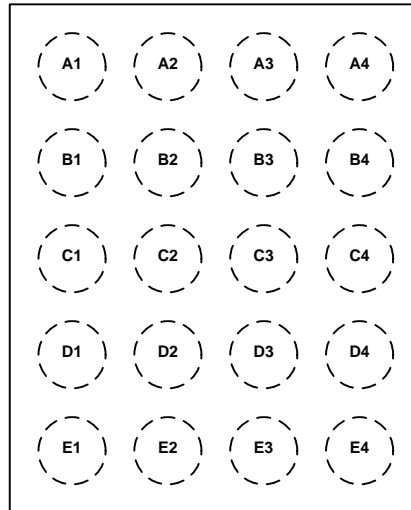 A1 A2 A3 A4
B1 B2 B3 B4
C1 C2 C3 C4
D1 D2 D3 D4
E1 E2 E3 E4